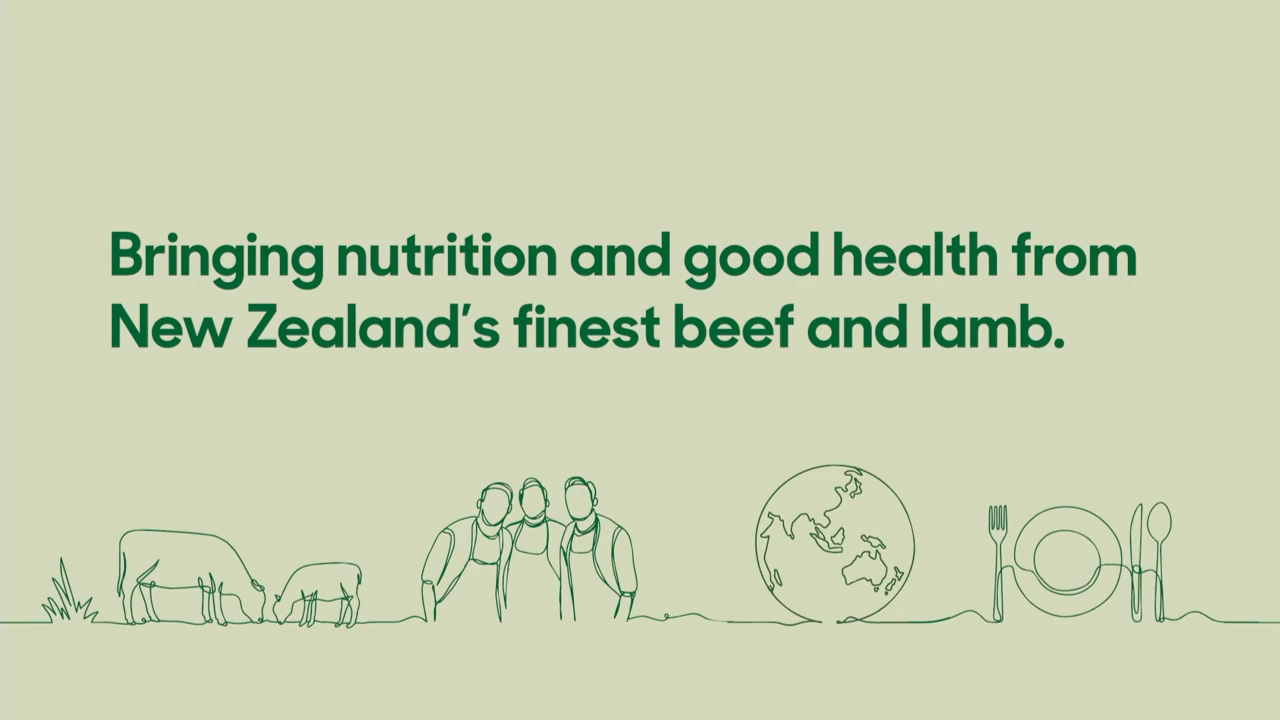 Bringing nutrition and good health from
New Zealand's finest beef and lamb.